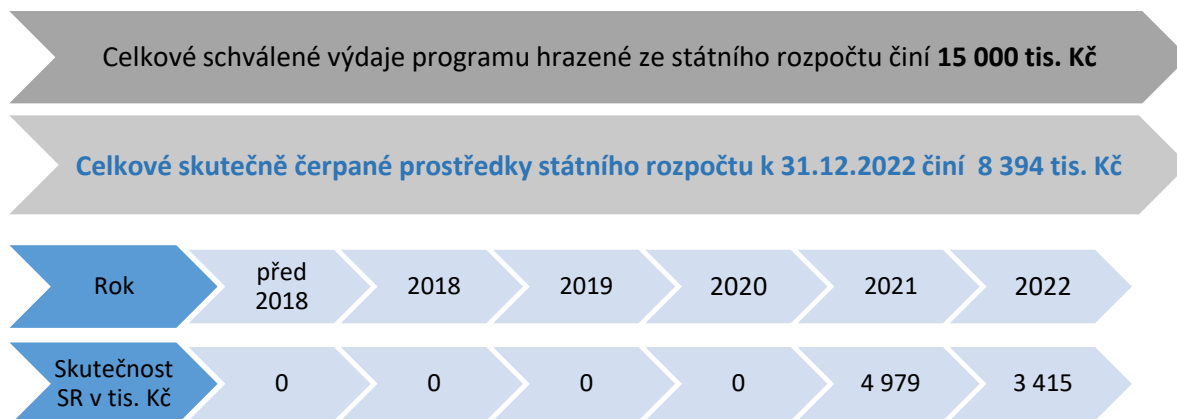 Celkové schválené výdaje programu hrazené ze státního rozpočtu činí 15 000 tis. Kč
Celkové skutečně čerpané prostředky státního rozpočtu k 31.12.2022 činí 8 394 tis. Kč
Rok před 2018 2018 2019 2020 2021 2022
Skutečnost SR v tis. Kč 0 0 0 0 4 979 3 415